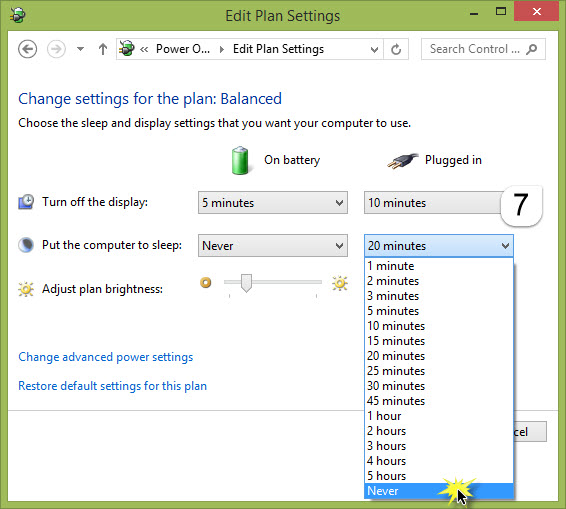 Edit Plan Settings
Power O... Edit Plan Settings Search Control ...
Change settings for the plan: Balanced
Choose the sleep and display settings that you want your computer to use.
On battery Plugged in
Turn off the display: 5 minutes 10 minutes 7
Put the computer to sleep: Never 20 minutes
1 minute
2 minutes
3 minutes
5 minutes
Adjust plan brightness:
10 minutes
15 minutes
20 minutes
25 minutes
30 minutes
45 minutes
1 hour
2 hours
3 hours
4 hours
5 hours
Never
Change advanced power settings
Restore default settings for this plan
cel